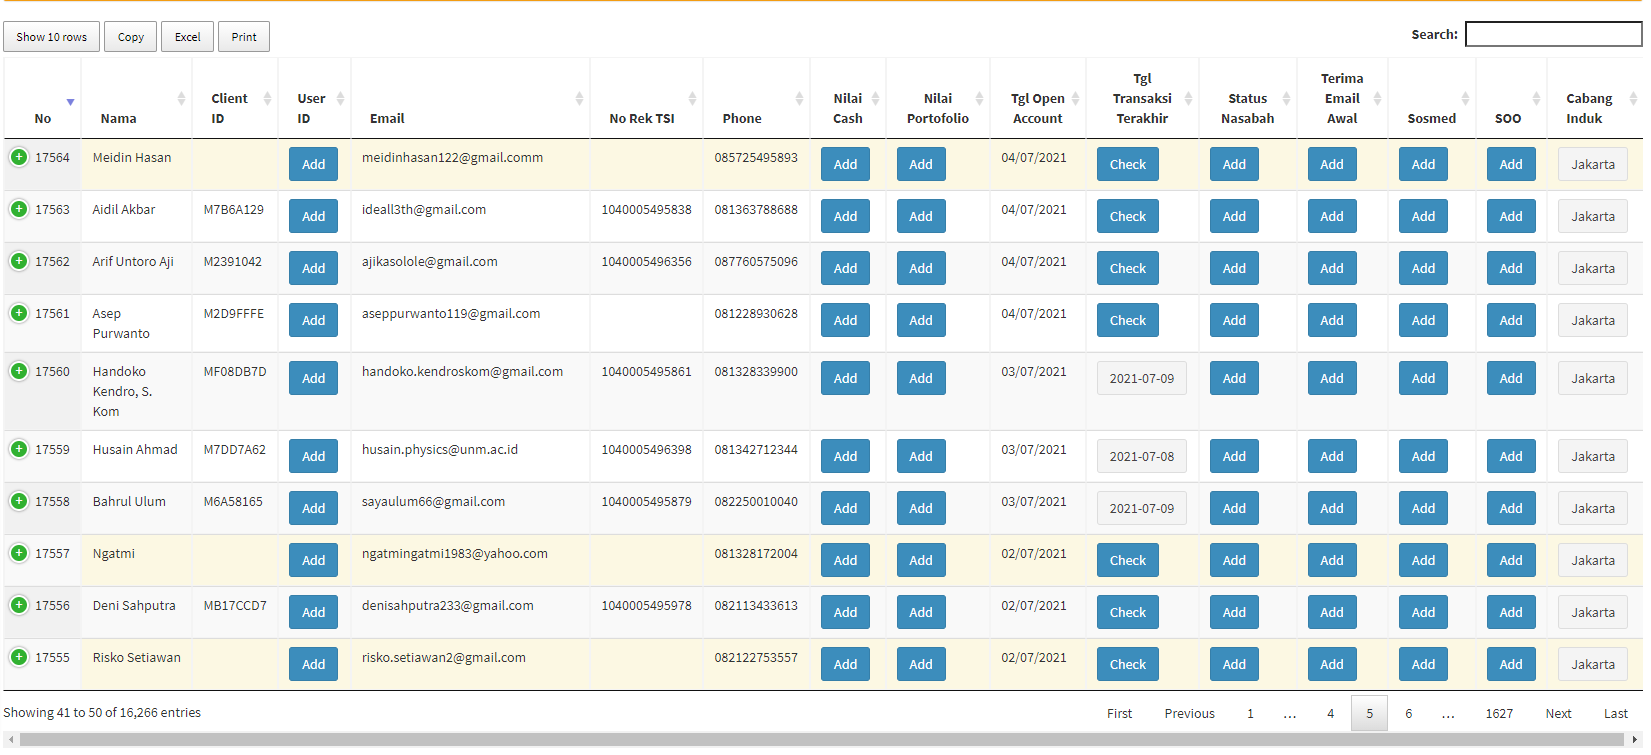 Show 10 rows Copy Excel Print Search:
No Nama Client ID User ID Email No Rek TSI Phone Nilai Cash Nilai Portofolio Tgl Open Account Tgl Transaksi Terakhir Status Nasabah Terima Email Awal Sosmed SOO Cabang Induk
17564 Meidin Hasan Add meidinhasan122@gmail.comm 085725495893 Add Add 04/07/2021 Check Add Add Add Add Jakarta
17563 Aidil Akbar M7B6A129 Add ideall3th@gmail.com 1040005495838 081363788688 Add Add 04/07/2021 Check Add Add Add Add Jakarta
17562 Arif Untoro Aji M2391042 Add ajikasolole@gmail.com 1040005496356 087760575096 Add Add 04/07/2021 Check Add Add Add Add Jakarta
17561 Asep Purwanto M2D9FFFE Add aseppurwanto119@gmail.com 081228930628 Add Add 04/07/2021 Check Add Add Add Add Jakarta
17560 Handoko Kendro, S. Kom MF08DB7D Add handoko.kendroskom@gmail.com 1040005495861 081328339900 Add Add 03/07/2021 2021-07-09 Add Add Add Add Jakarta
17559 Husain Ahmad M7DD7A62 Add husain.physics@unm.ac.id 1040005496398 081342712344 Add Add 03/07/2021 2021-07-08 Add Add Add Add Jakarta
17558 Bahrul Ulum M6A58165 Add sayaulum66@gmail.com 1040005495879 082250010040 Add Add 03/07/2021 2021-07-09 Add Add Add Add Jakarta
17557 Ngatmi Add ngatmingatmi1983@yahoo.com 081328172004 Add Add 02/07/2021 Check Add Add Add Add Jakarta
17556 Deni Sahputra MB17CCD7 Add denisahputra233@gmail.com 1040005495978 082113433613 Add Add 02/07/2021 Check Add Add Add Add Jakarta
17555 Risko Setiawan Add risko.setiawan2@gmail.com 082122753557 Add Add 02/07/2021 Check Add Add Add Add Jakarta
Showing 41 to 50 of 16,266 entries First Previous 1 … 4 5 6 … 1627 Next Last